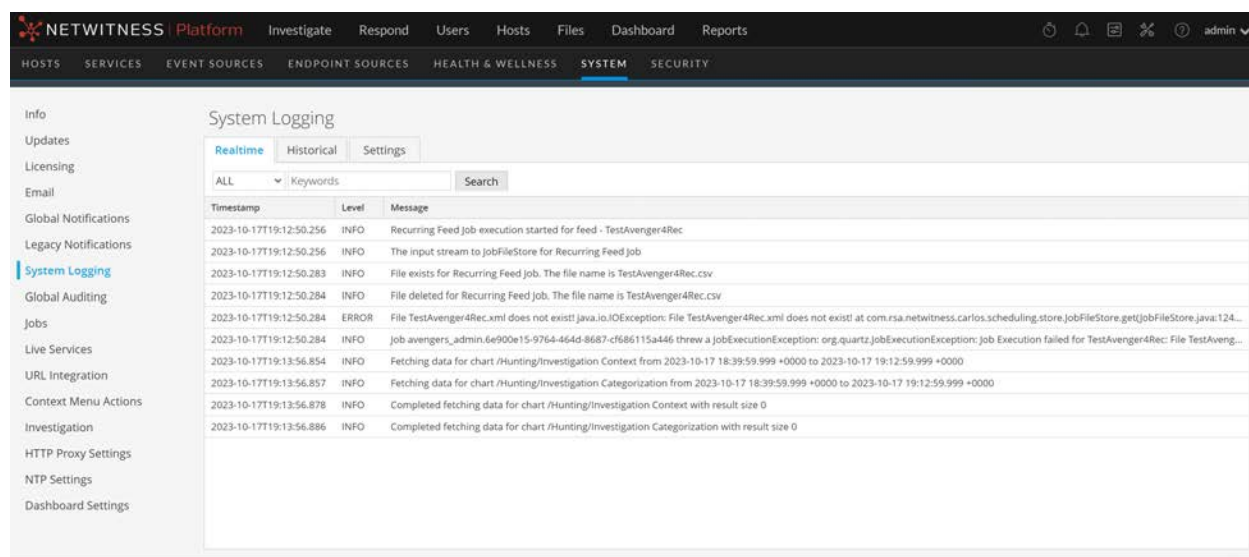 NETWITNESS Platform Investigate Respond Users Hosts Files Dashboard Reports admin
HOSTS SERVICES EVENT SOURCES ENDPOINT SOURCES HEALTH & WELLNESS SYSTEM SECURITY
Info
Updates
Licensing
Email
Global Notifications
Legacy Notifications
System Logging
Global Auditing
Jobs
Live Services
URL Integration
Context Menu Actions
Investigation
HTTP Proxy Settings
NTP Settings
Dashboard Settings
System Logging
Realtime Historical Settings
ALL Keywords Search
Timestamp Level Message
2023-10-17T19:12:50.256 INFO Recurring Feed Job execution started for feed - TestAvenger4Rec
2023-10-17T19:12:50.256 INFO The input stream to JobFileStore for Recurring Feed Job
2023-10-17T19:12:50.283 INFO File exists for Recurring Feed Job. The file name is TestAvenger4Rec.csv
2023-10-17T19:12:50.284 INFO File deleted for Recurring Feed Job. The file name is TestAvenger4Rec.csv
2023-10-17T19:12:50.284 ERROR File TestAvenger4Rec.xml does not exist! java.io.IOException: File TestAvenger4Rec.xml does not exist! at com.rsa.netwitness.carlos.scheduling.store.JobFileStore.get(JobFileStore.java:124...
2023-10-17T19:12:50.284 INFO Job avengers_admin.6e900e15-9764-464d-8687-cf686115a446 threw a JobExecutionException: org.quartz.JobExecutionException: Job Execution failed for TestAvenger4Rec: File TestAveng...
2023-10-17T19:13:56.854 INFO Fetching data for chart /Hunting/Investigation Context from 2023-10-17 18:39:59.999 +0000 to 2023-10-17 19:12:59.999 +0000
2023-10-17T19:13:56.857 INFO Fetching data for chart /Hunting/Investigation Categorization from 2023-10-17 18:39:59.999 +0000 to 2023-10-17 19:12:59.999 +0000
2023-10-17T19:13:56.878 INFO Completed fetching data for chart /Hunting/Investigation Context with result size 0
2023-10-17T19:13:56.886 INFO Completed fetching data for chart /Hunting/Investigation Categorization with result size 0